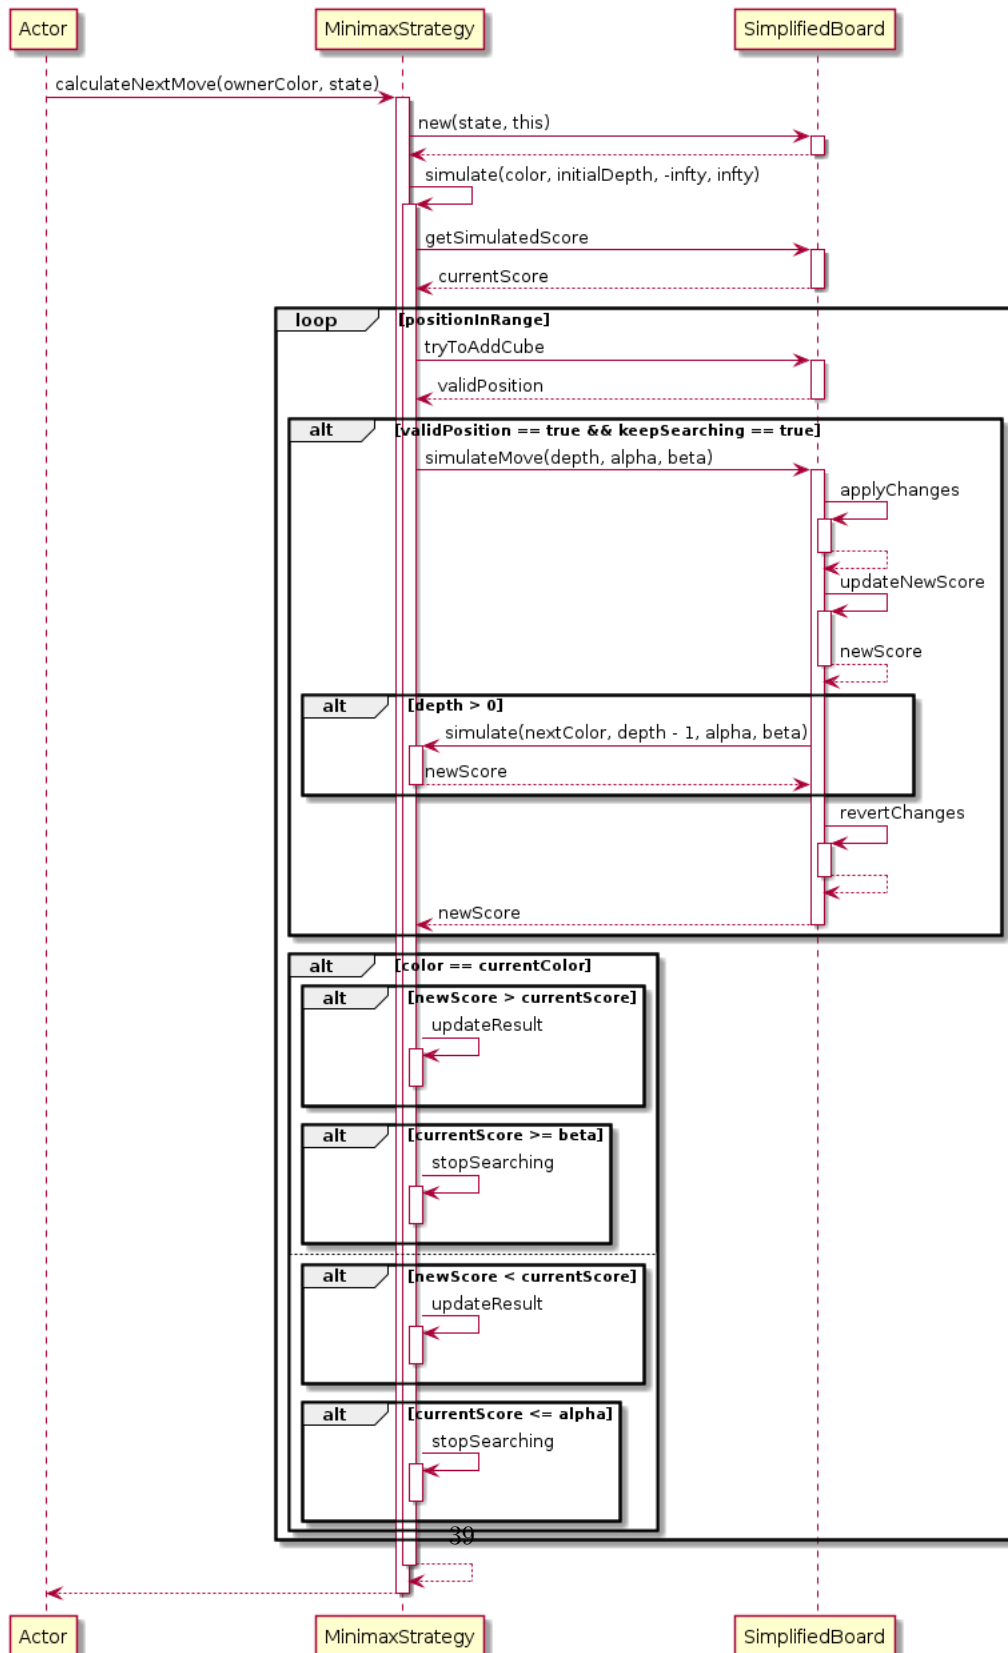 Actor MinimaxStrategy SimplifiedBoard
calculateNextMove(ownerColor, state)
new(state, this)
simulate(color, initialDepth, -infty, infty)
getSimulatedScore
currentScore
loop [positionInRange]
tryToAddCube
validPosition
alt [validPosition == true && keepSearching == true]
simulateMove(depth, alpha, beta)
applyChanges
updateNewScore
newScore
alt [depth > 0]
simulate(nextColor, depth - 1, alpha, beta)
newScore
revertChanges
newScore
alt [color == currentColor]
alt [newScore > currentScore]
updateResult
alt [currentScore >= beta]
stopSearching
alt [newScore < currentScore]
updateResult
alt [currentScore <= alpha]
stopSearching
39
Actor MinimaxStrategy SimplifiedBoard